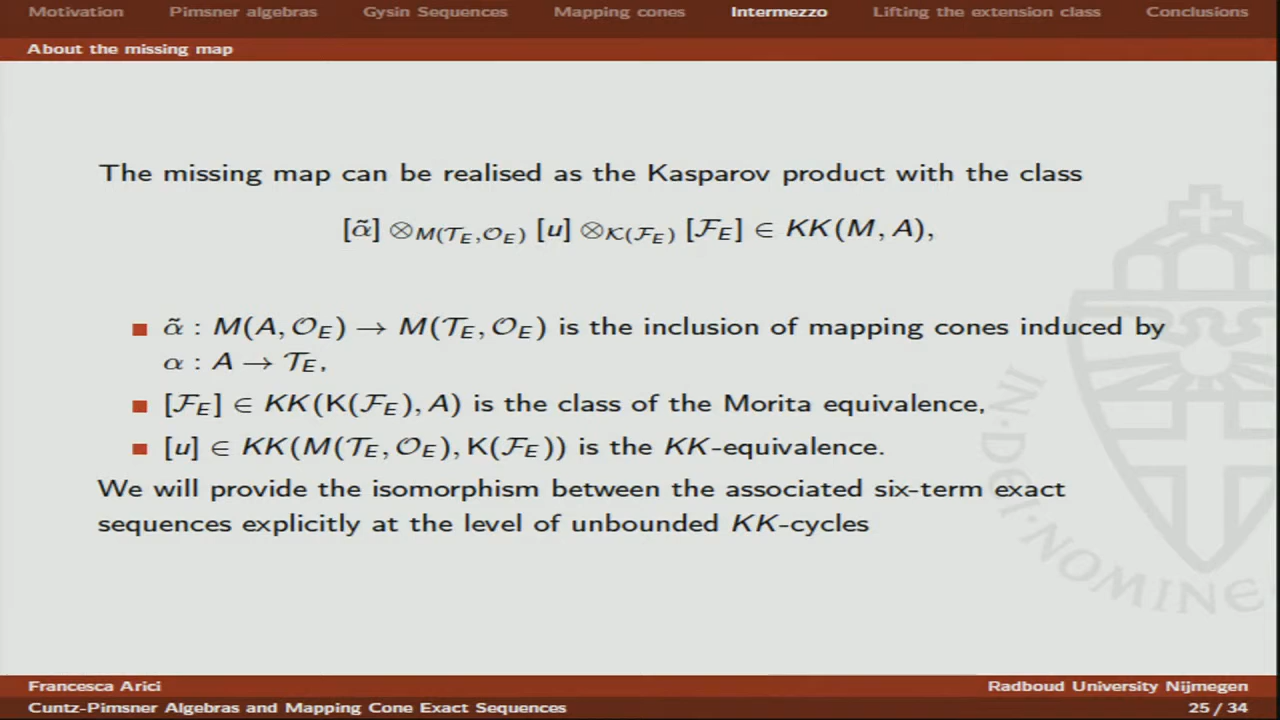 Motivation Pimsner algebras Gysin Sequences Mapping cones Intermezzo Lifting the extension class Conclusions
About the missing map
The missing map can be realised as the Kasparov product with the class
[α̃] ⊗_{M(𝒯_E,𝒪_E)} [u] ⊗_{𝒦(ℱ_E)} [ℱ_E] ∈ KK(M, A),
■ α̃ : M(A, 𝒪_E) → M(𝒯_E, 𝒪_E) is the inclusion of mapping cones induced by
α : A → 𝒯_E,
■ [ℱ_E] ∈ KK(K(ℱ_E), A) is the class of the Morita equivalence,
■ [u] ∈ KK(M(𝒯_E, 𝒪_E), K(ℱ_E)) is the KK-equivalence.
We will provide the isomorphism between the associated six-term exact
sequences explicitly at the level of unbounded KK-cycles
IN·DEI·NOMINE
Francesca Arici Radboud University Nijmegen
Cuntz-Pimsner Algebras and Mapping Cone Exact Sequences 25 / 34